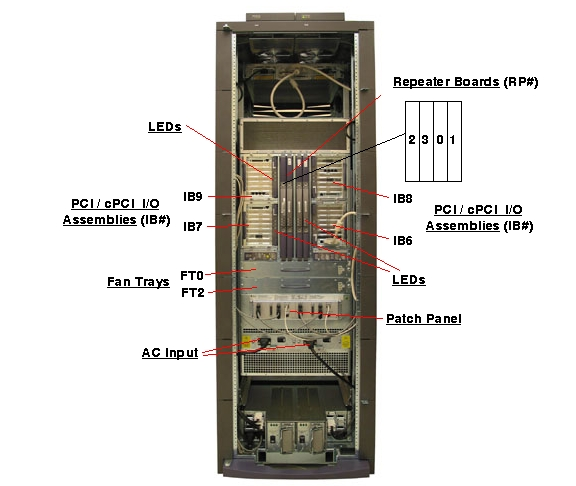 Repeater Boards (RP#)
LEDs
2 3 0 1
IB9
IB8
PCI / cPCI I/O
Assemblies (IB#)
PCI / cPCI I/O
Assemblies (IB#)
IB7
IB6
FT0
Fan Trays
LEDs
FT2
Patch Panel
AC Input